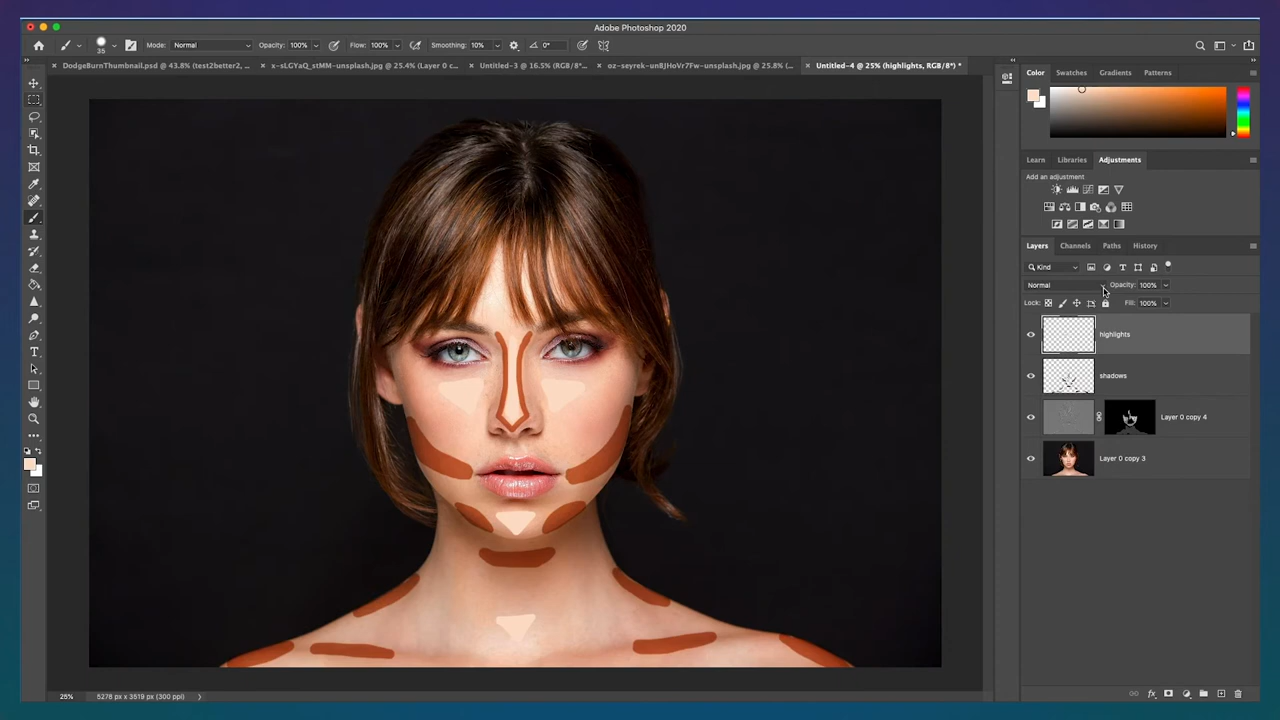 Adobe Photoshop 2020
35 Mode: Normal Opacity: 100% Flow: 100% Smoothing: 10% 0°
DodgeBurnThumbnail.psd @ 43.8% (test2better2, ... x-sLGYaQ_stMM-unsplash.jpg @ 25.4% (Layer 0 c... Untitled-3 @ 16.5% (RGB/8*) oz-seyrek-unBJHoVr7Fw-unsplash.jpg @ 25.8% (... Untitled-4 @ 25% (highlights, RGB/8*) *
Color Swatches Gradients Patterns
Learn Libraries Adjustments
Add an adjustment
Layers Channels Paths History
Kind
Normal Opacity: 100%
Lock: Fill: 100%
highlights
shadows
Layer 0 copy 4
Layer 0 copy 3
25% 5278 px x 3519 px (300 ppi)